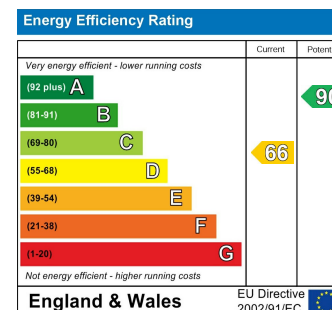 Energy Efficiency Rating
Current
Very energy efficient - lower running costs
(92 plus) A
(81-91) B
(69-80) C
66
(55-68) D
(39-54) E
(21-38) F
(1-20) G
Not energy efficient - higher running costs
England & Wales
EU Directive
2002/91/EC